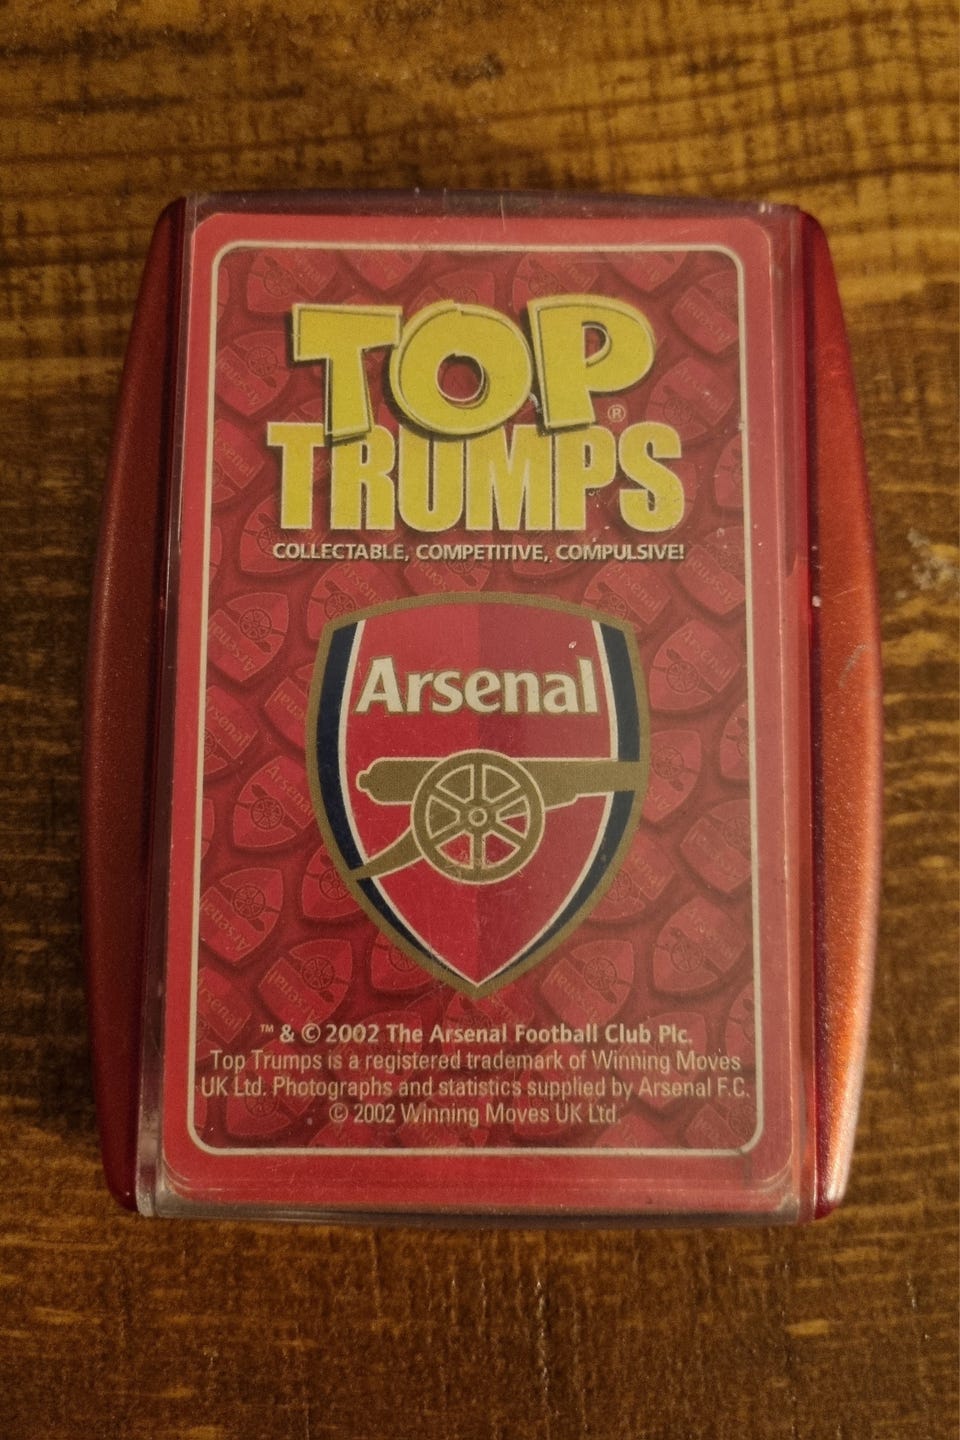 TOP
TRUMPS®
COLLECTABLE, COMPETITIVE, COMPULSIVE!
Arsenal
™ & © 2002 The Arsenal Football Club Plc.
Top Trumps is a registered trademark of Winning Moves
UK Ltd. Photographs and statistics supplied by Arsenal F.C.
© 2002 Winning Moves UK Ltd.